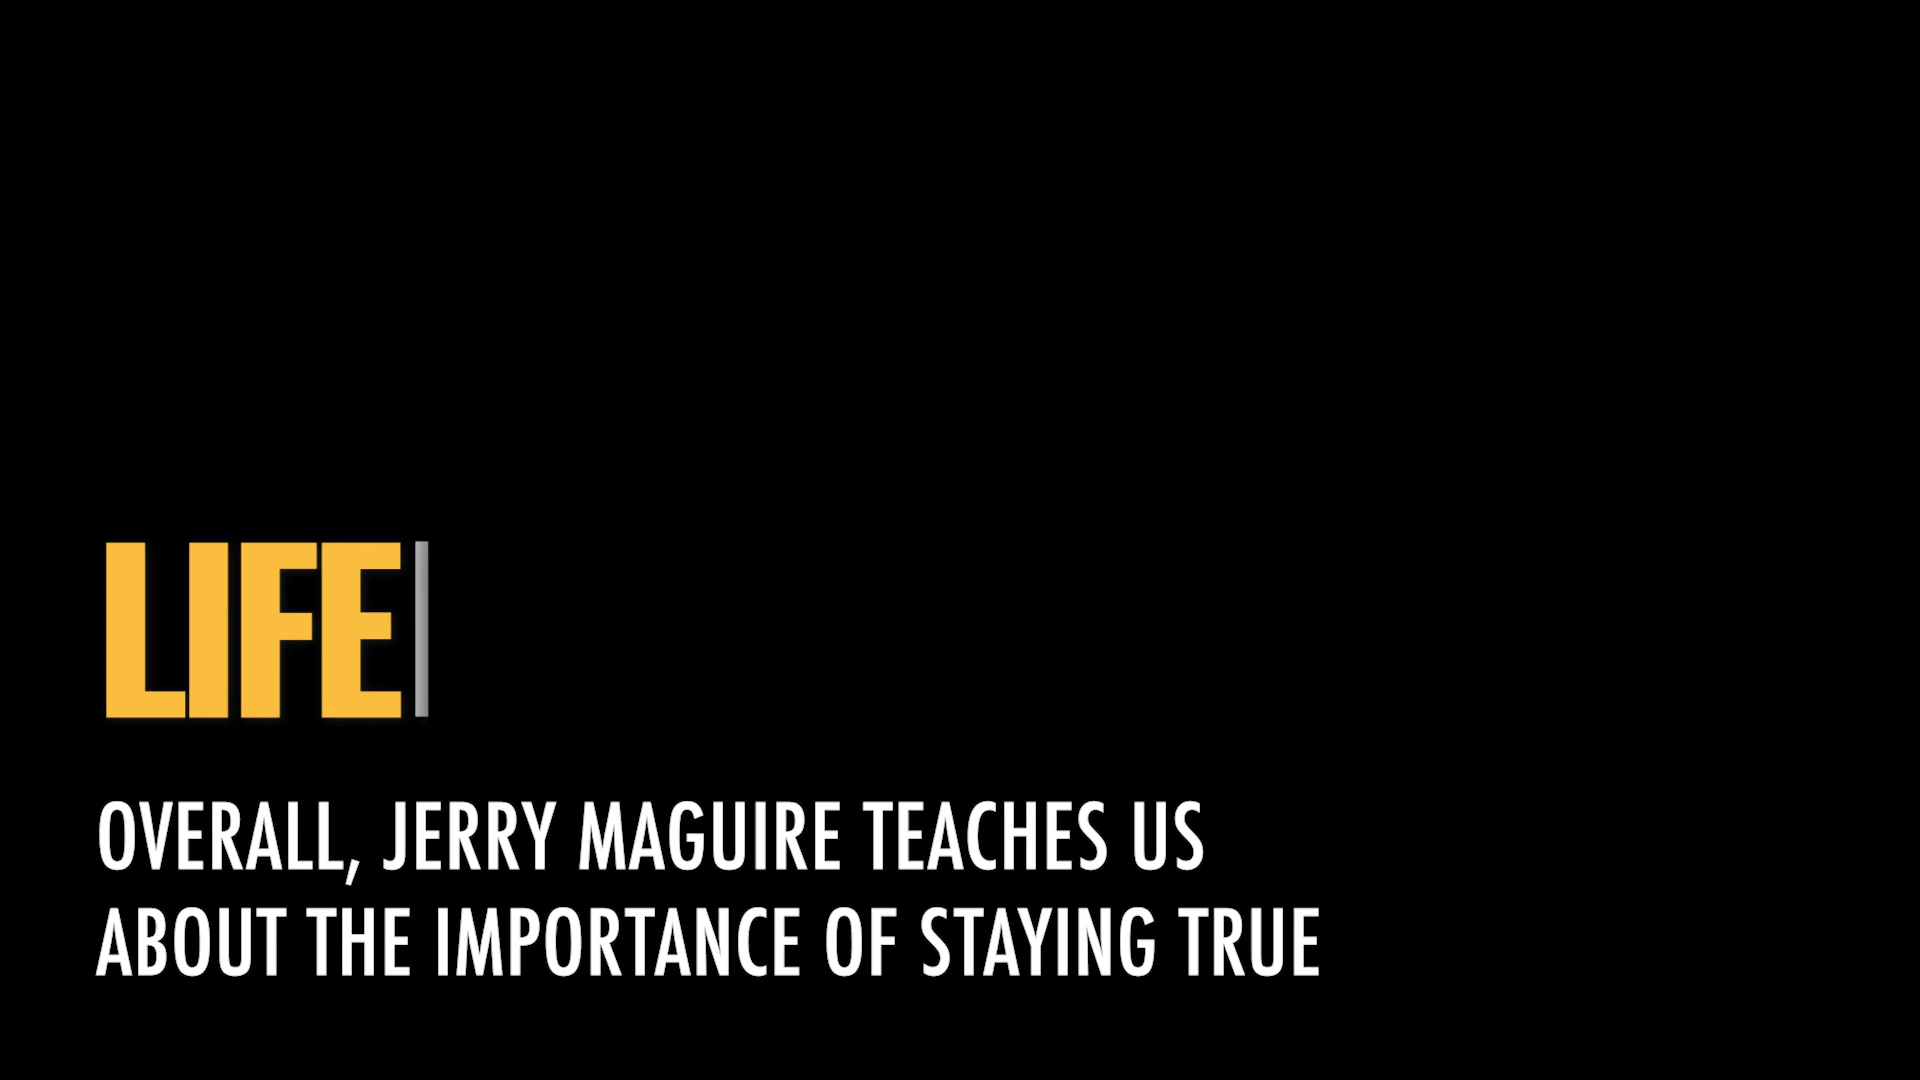 LIFE
OVERALL, JERRY MAGUIRE TEACHES US
ABOUT THE IMPORTANCE OF STAYING TRUE